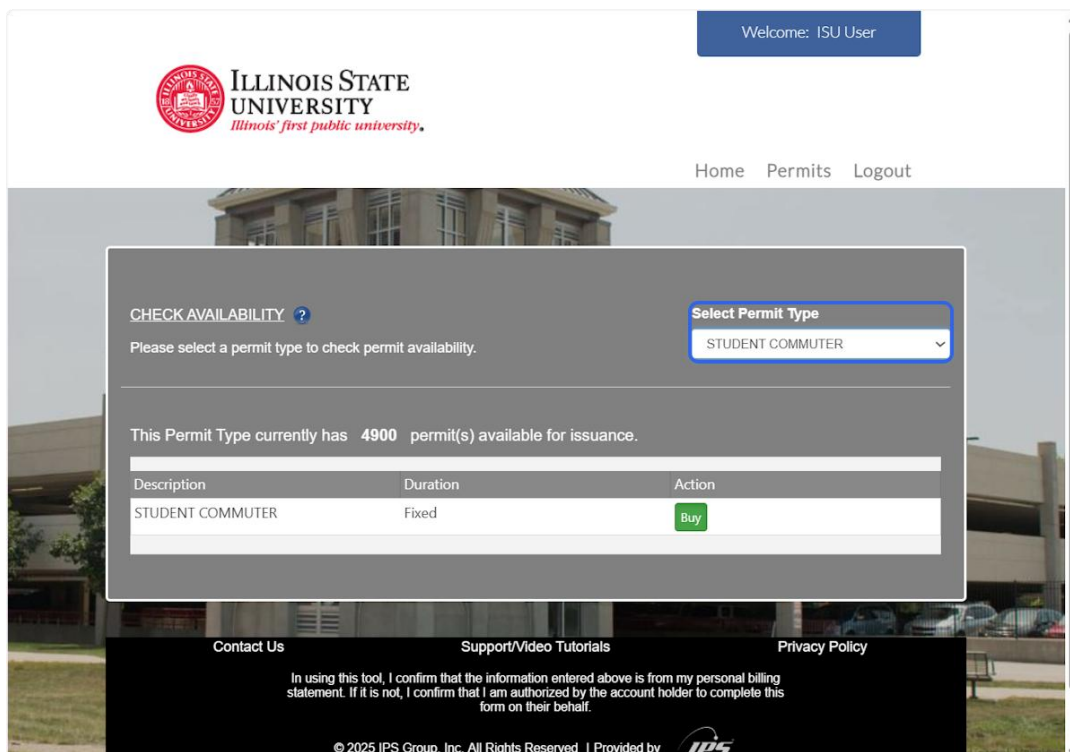 Welcome: ISU User
ILLINOIS STATE
UNIVERSITY
Illinois' first public university.
Home Permits Logout
CHECK AVAILABILITY ?
Select Permit Type
Please select a permit type to check permit availability.
STUDENT COMMUTER
This Permit Type currently has 4900 permit(s) available for issuance.
Description Duration Action
STUDENT COMMUTER Fixed Buy
Contact Us Support/Video Tutorials Privacy Policy
In using this tool, I confirm that the information entered above is from my personal billing
statement. If it is not, I confirm that I am authorized by the account holder to complete this
form on their behalf.
© 2025 IPS Group, Inc. All Rights Reserved. | Provided by IPS